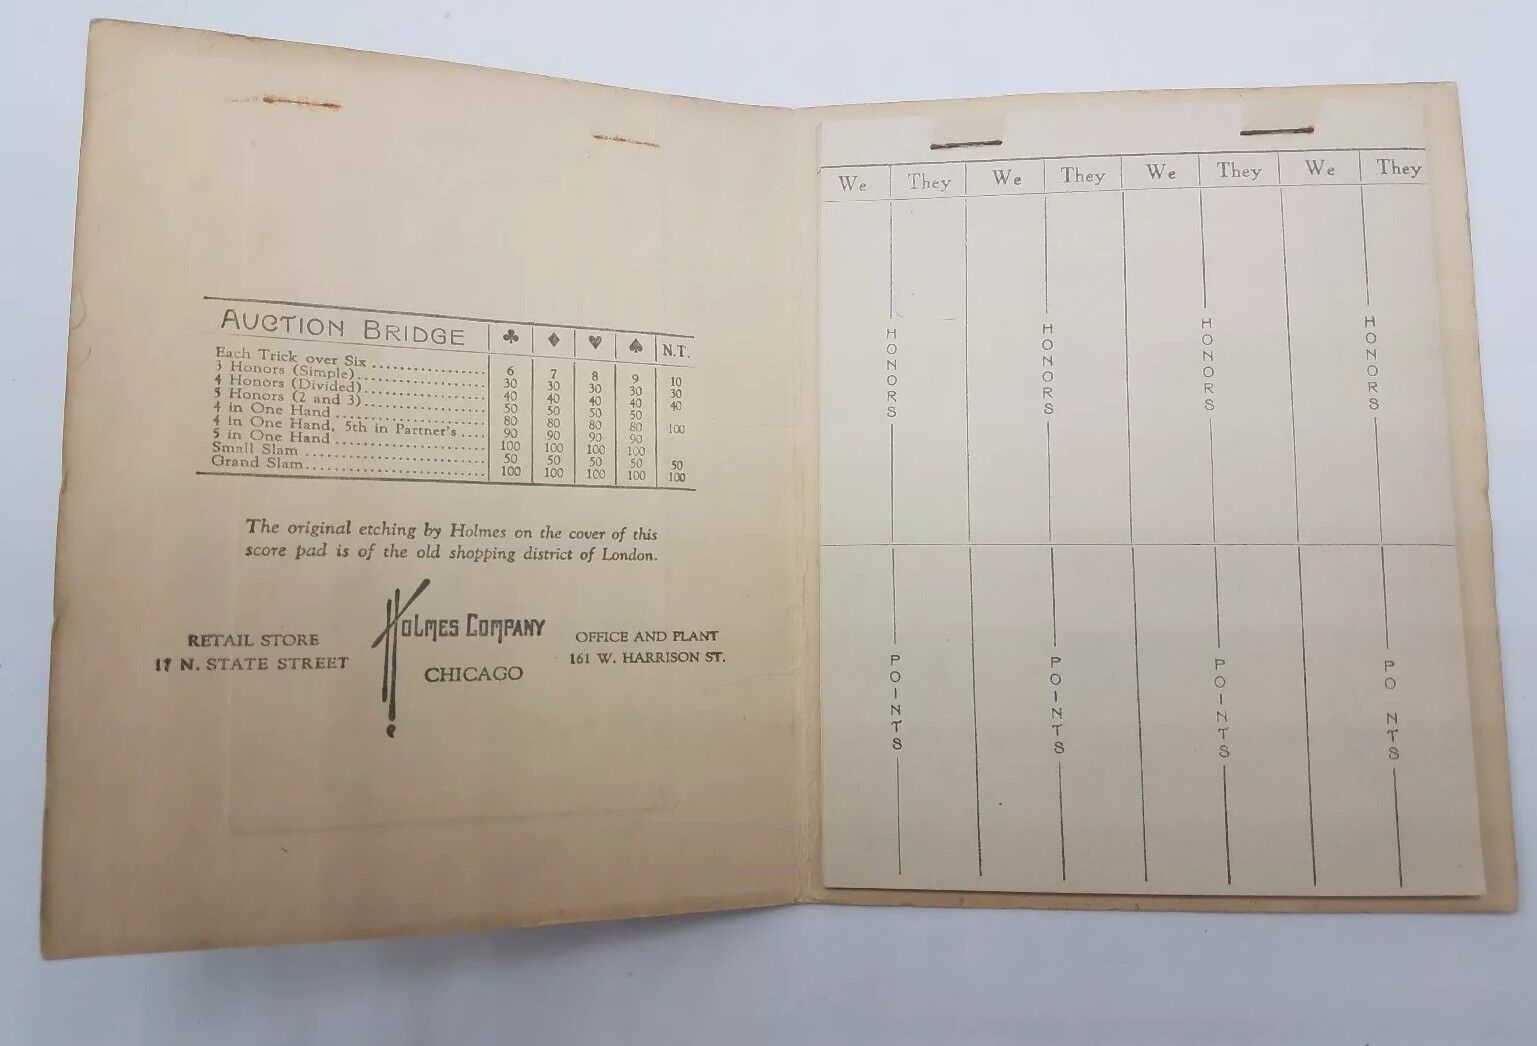 AUCTION BRIDGE ♣ ♦ ♥ ♠ N.T.
Each Trick over Six 6 7 8 9 10
3 Honors (Simple) 30 30 30 30 30
4 Honors (Divided) 40 40 40 40 40
5 Honors (2 and 3) 50 50 50 50
4 in One Hand 80 80 80 80 100
4 in One Hand, 5th in Partner's 90 90 90 90
5 in One Hand 100 100 100 100
Small Slam 50 50 50 50 50
Grand Slam 100 100 100 100 100
The original etching by Holmes on the cover of this
score pad is of the old shopping district of London.
RETAIL STORE
17 N. STATE STREET
HOLMES COMPANY
CHICAGO
OFFICE AND PLANT
161 W. HARRISON ST.
We They We They We They We They
HONORS HONORS HONORS HONORS
POINTS POINTS POINTS PO NTS